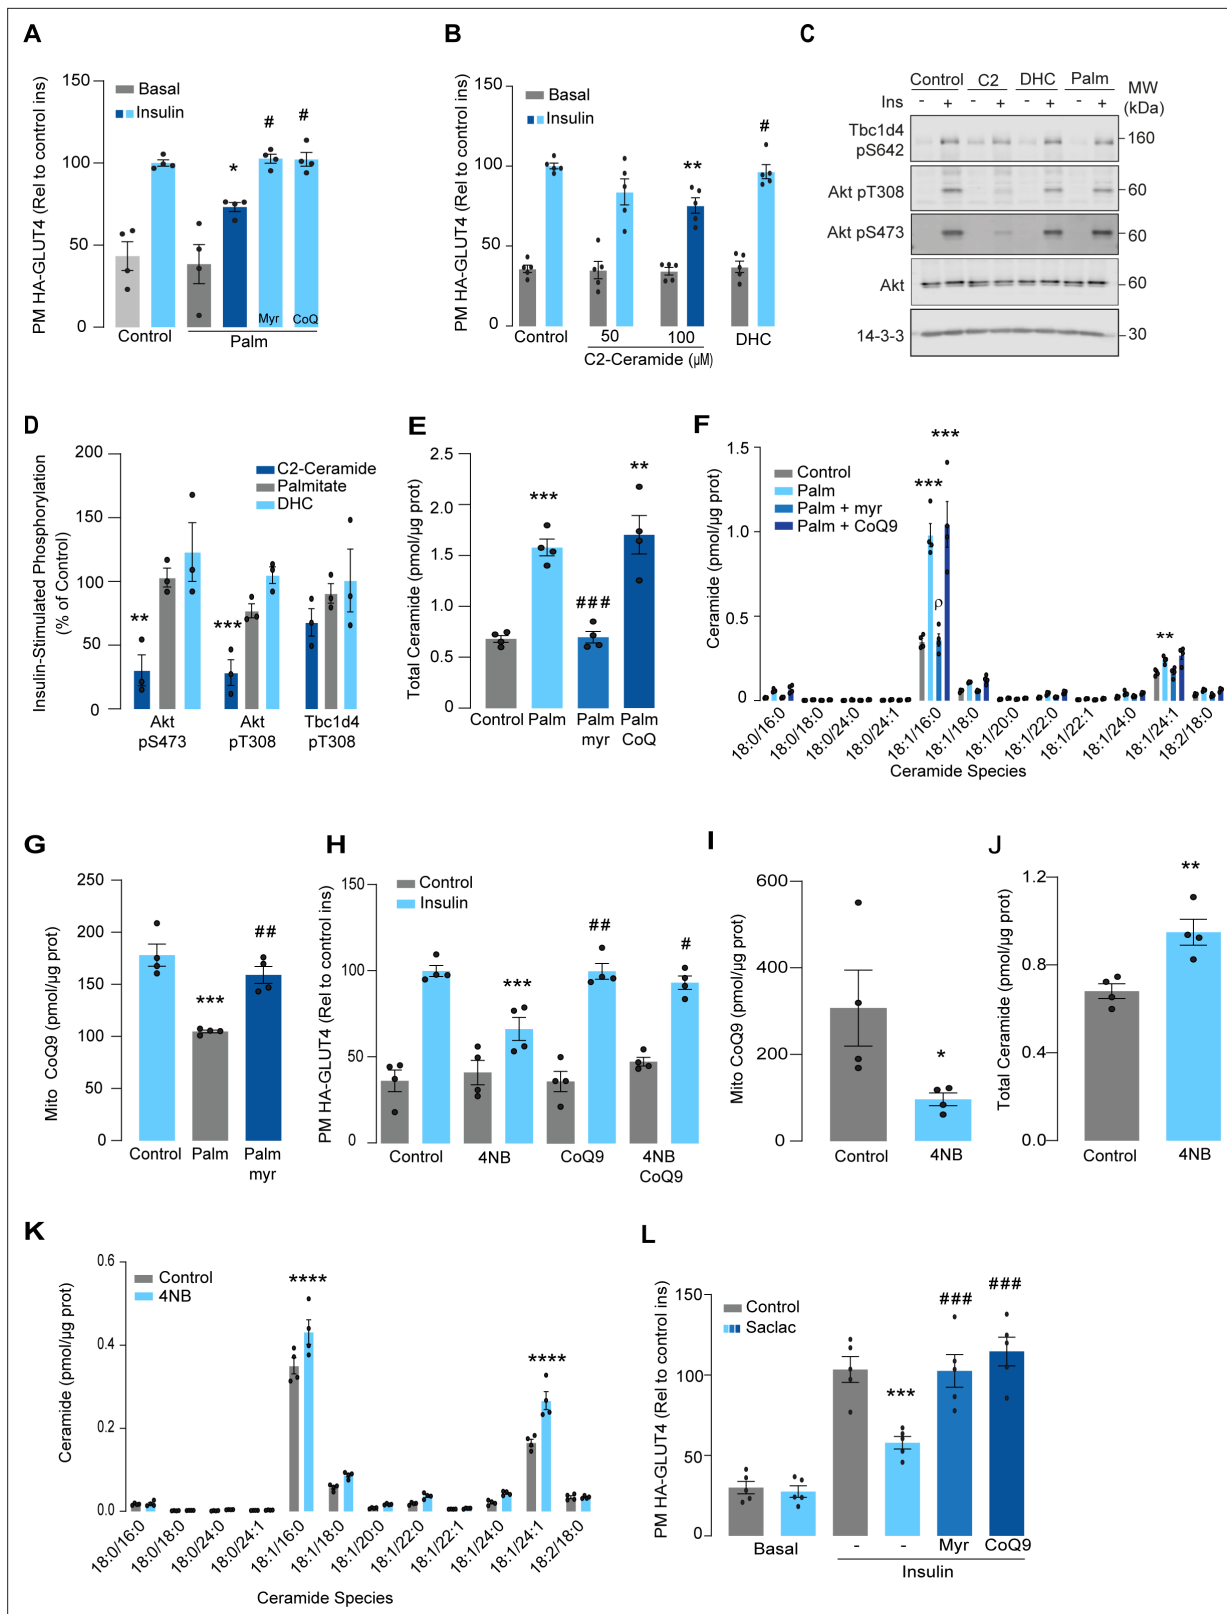 A
PM HA-GLUT4 (Rel to control ins)
150
100
50
0
Basal
Insulin
*
#
#
Myr
CoQ
Control
Palm
B
PM HA-GLUT4 (Rel to control ins)
150
100
50
0
Basal
Insulin
**
#
Control
50
100
DHC
C2-Ceramide (µM)
C
Control C2 DHC Palm
MW
(kDa)
Ins - + - + - + - +
Tbc1d4
pS642
160
Akt pT308
60
Akt pS473
60
Akt
60
14-3-3
30
D
Insulin-Stimulated Phosphorylation
(% of Control)
200
150
100
50
0
C2-Ceramide
Palmitate
DHC
**
***
Akt
pS473
Akt
pT308
Tbc1d4
pT308
E
Total Ceramide (pmol/µg prot)
2.5
2.0
1.5
1.0
0.5
0.0
***
###
**
Control
Palm
Palm
myr
Palm
CoQ
F
Ceramide (pmol/µg prot)
1.5
1.0
0.5
0
Control
Palm
Palm + myr
Palm + CoQ9
***
***
ρ
**
18:0/16:0
18:0/18:0
18:0/24:0
18:0/24:1
18:1/16:0
18:1/18:0
18:1/20:0
18:1/22:0
18:1/22:1
18:1/24:0
18:1/24:1
18:2/18:0
Ceramide Species
G
Mito CoQ9 (pmol/µg prot)
250
200
150
100
50
0
***
##
Control
Palm
Palm
myr
H
PM HA-GLUT4 (Rel to control ins)
150
100
50
0
Control
Insulin
***
##
#
Control
4NB
CoQ9
4NB
CoQ9
I
Mito CoQ9 (pmol/µg prot)
600
400
200
0
*
Control
4NB
J
Total Ceramide (pmol/µg prot)
1.2
0.8
0.4
0.0
**
Control
4NB
K
Ceramide (pmol/µg prot)
0.6
0.4
0.2
0.0
Control
4NB
****
****
18:0/16:0
18:0/18:0
18:0/24:0
18:0/24:1
18:1/16:0
18:1/18:0
18:1/20:0
18:1/22:0
18:1/22:1
18:1/24:0
18:1/24:1
18:2/18:0
Ceramide Species
L
PM HA-GLUT4 (Rel to control ins)
150
100
50
0
Control
Saclac
***
###
###
Basal
-
-
Myr
CoQ9
Insulin